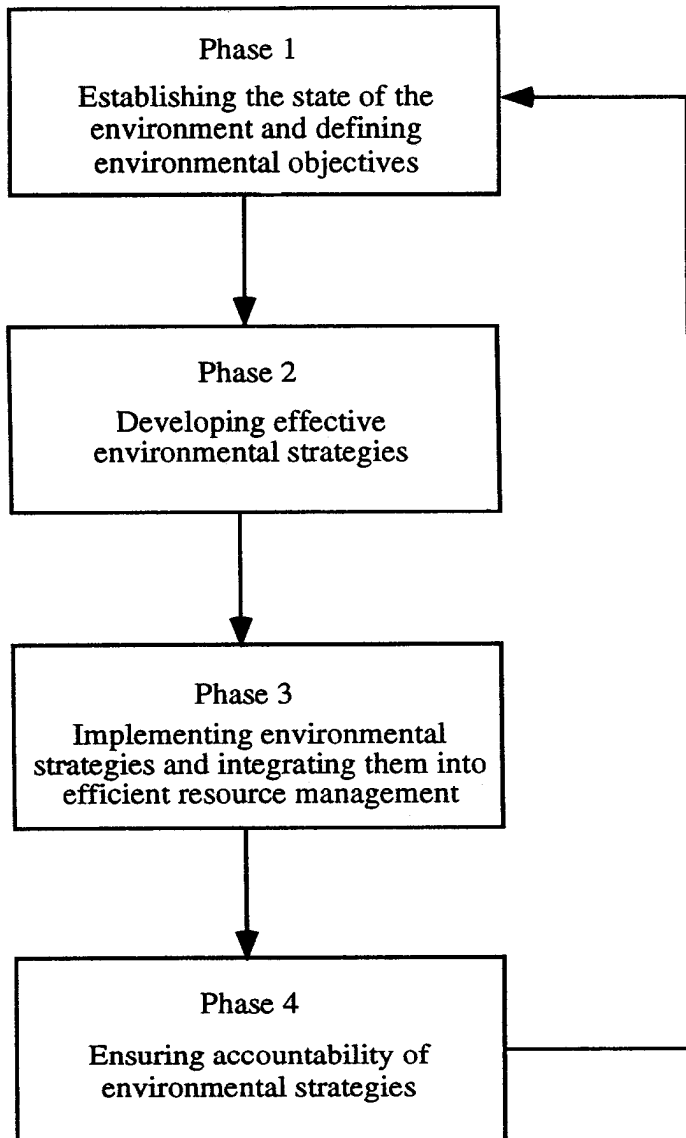 Phase 1
Establishing the state of the
environment and defining
environmental objectives
Phase 2
Developing effective
environmental strategies
Phase 3
Implementing environmental
strategies and integrating them into
efficient resource management
Phase 4
Ensuring accountability of
environmental strategies